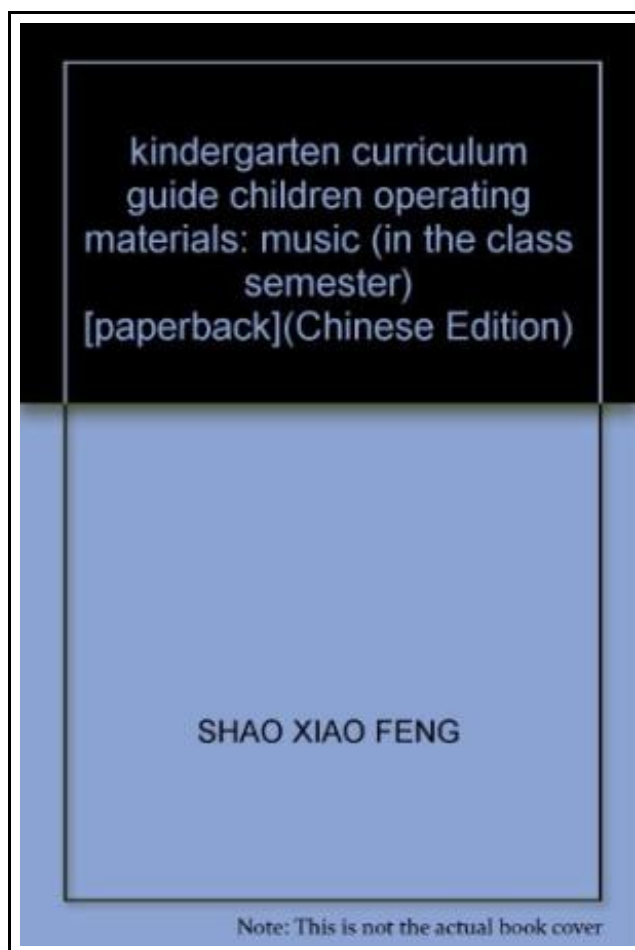 kindergarten curriculum
guide children operating
materials: music (in the class
semester)
[paperback](Chinese Edition)
SHAO XIAO FENG
Note: This is not the actual book cover